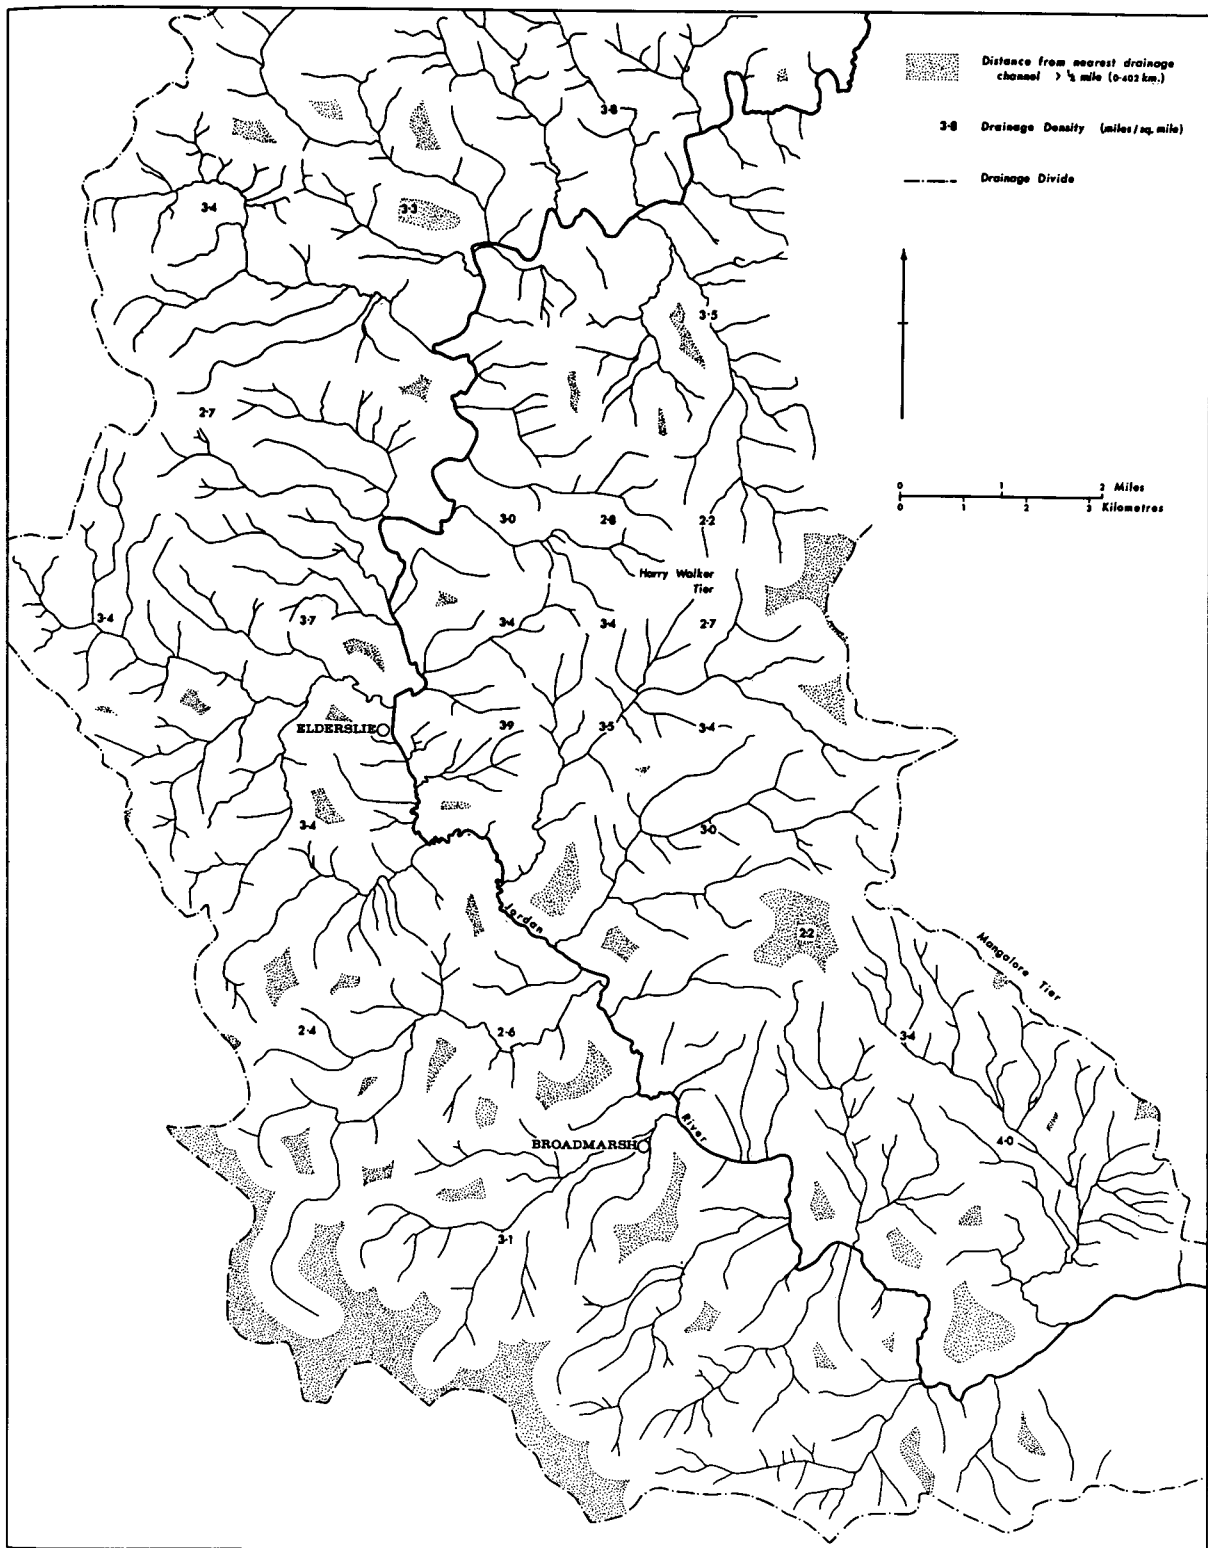 Distance from nearest drainage
channel > ¼ mile (0·402 km.)
3·8 Drainage Density (miles/sq. mile)
Drainage Divide
3·8
3·4
3·3
3·5
2·7
0 1 2 Miles
0 1 2 3 Kilometres
3·0 2·8 2·2
Harry Walker
Tier
3·4 3·7 3·4 3·4 2·7
ELDERSLIE
3·9 3·5 3·4
3·4 3·0
Jordan
2·2
Mangalore
Tier
2·4 2·6 3·4
River
BROADMARSH
4·0
3·1